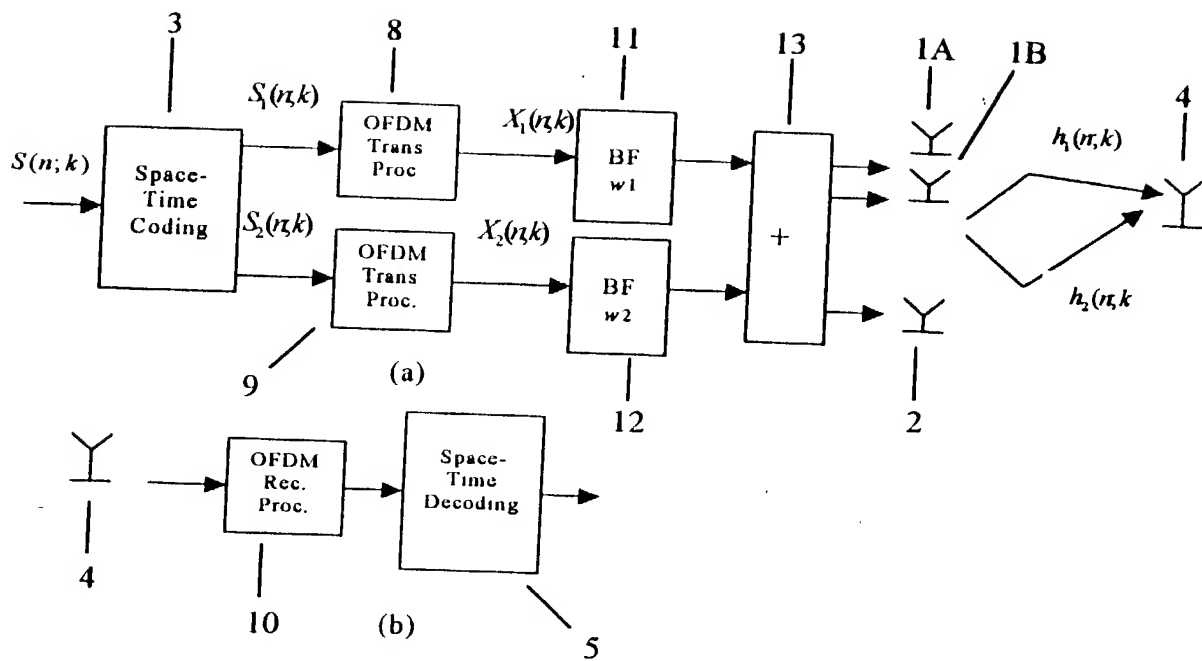 3
8
11
13
1A
1B
4
S(n; k)
Space-
Time
Coding
S₁(n,k)
OFDM
Trans
Proc
X₁(n,k)
BF
w1
+
h₁(n,k)
S₂(n,k)
OFDM
Trans
Proc.
X₂(n,k)
BF
w2
h₂(n,k
9
(a)
12
2
4
OFDM
Rec.
Proc.
Space-
Time
Decoding
10
(b)
5